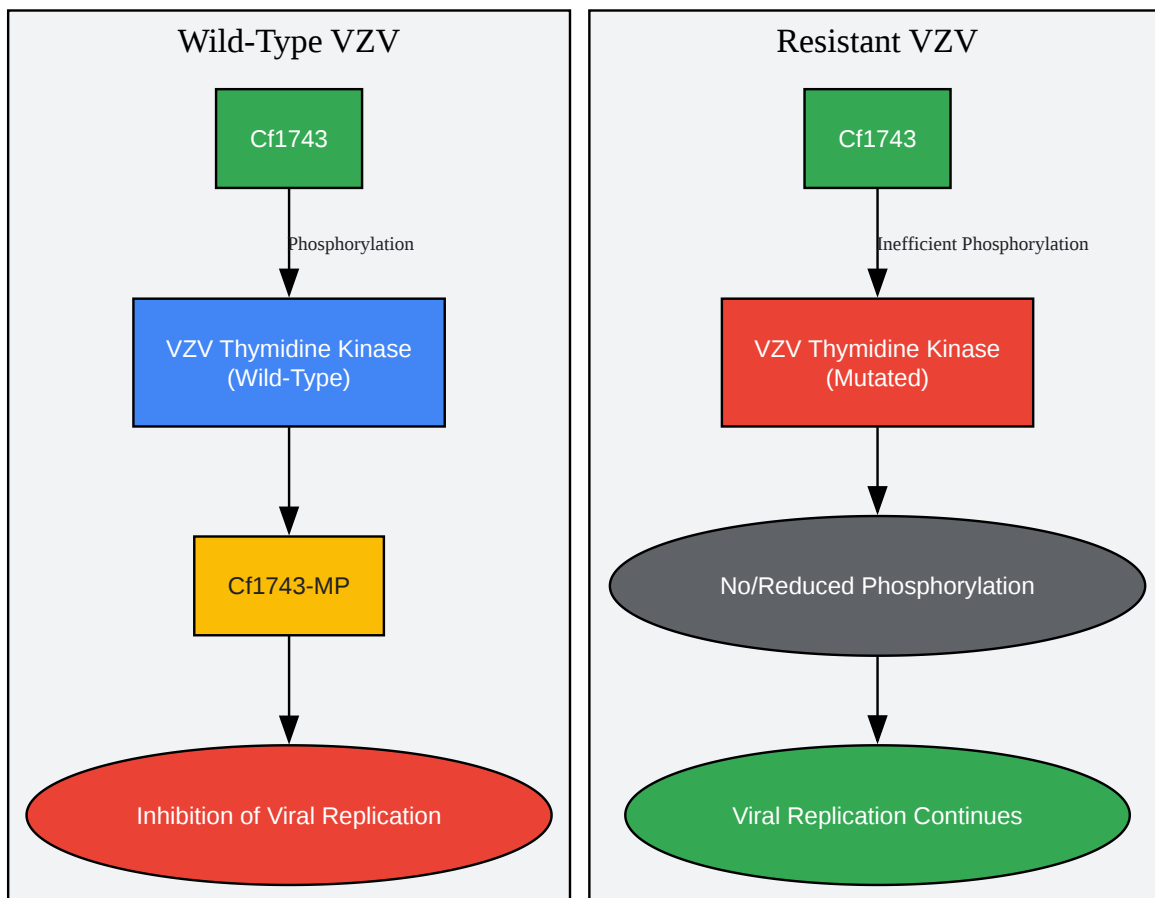 Wild-Type VZV
Cf1743
Phosphorylation
VZV Thymidine Kinase
(Wild-Type)
Cf1743-MP
Inhibition of Viral Replication
Resistant VZV
Cf1743
Inefficient Phosphorylation
VZV Thymidine Kinase
(Mutated)
No/Reduced Phosphorylation
Viral Replication Continues